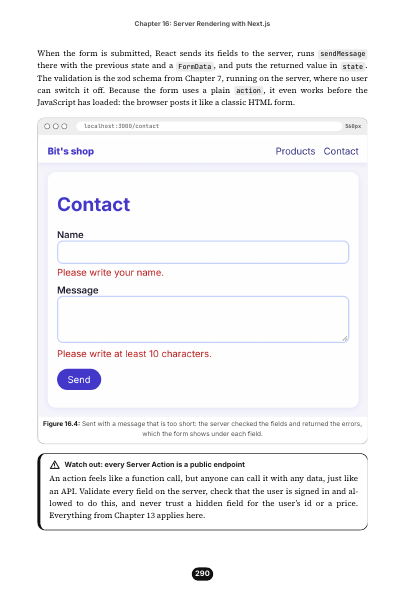 Chapter 16: Server Rendering with Next.js
When the form is submitted, React sends its fields to the server, runs sendMessage
there with the previous state and a FormData, and puts the returned value in state.
The validation is the zod schema from Chapter 7, running on the server, where no user
can switch it off. Because the form uses a plain action, it even works before the
JavaScript has loaded: the browser posts it like a classic HTML form.
localhost:3000/contact
560px
Bit's shop
Products Contact
Contact
Name
Please write your name.
Message
Please write at least 10 characters.
Send
Figure 16.4: Sent with a message that is too short: the server checked the fields and returned the errors,
which the form shows under each field.
Watch out: every Server Action is a public endpoint
An action feels like a function call, but anyone can call it with any data, just like
an API. Validate every field on the server, check that the user is signed in and al-
lowed to do this, and never trust a hidden field for the user's id or a price.
Everything from Chapter 13 applies here.
290